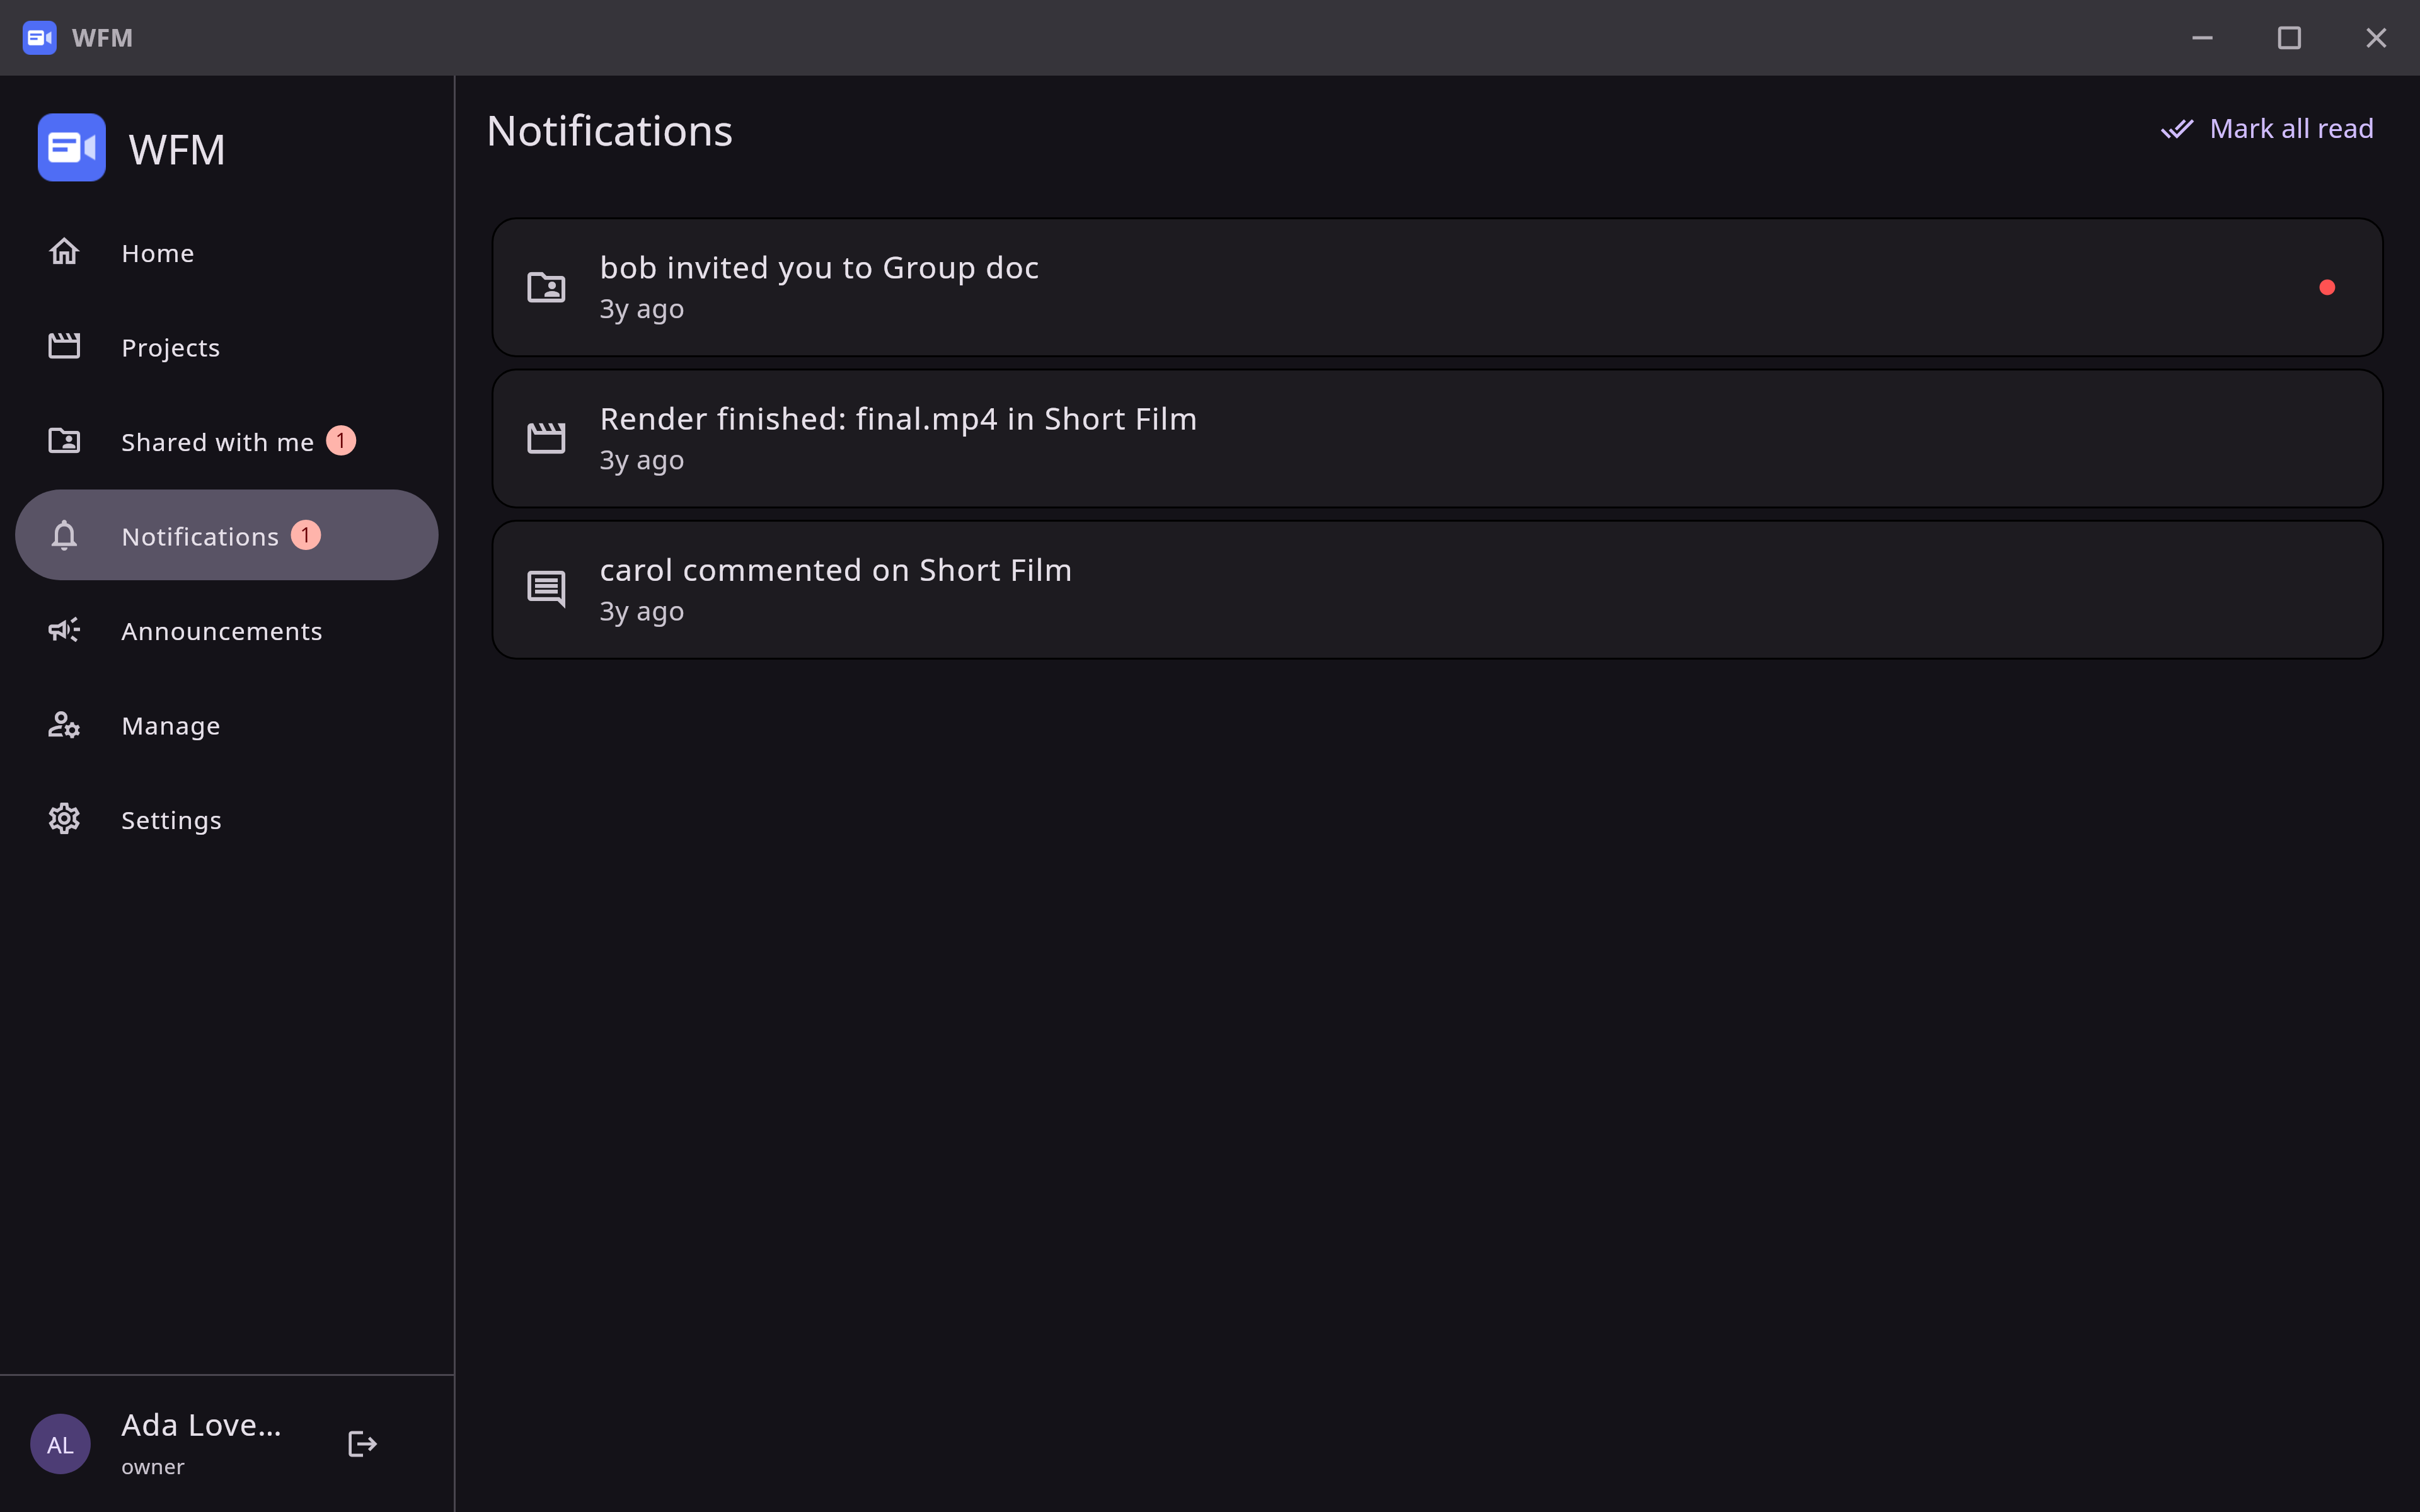 WFM
WFM
Home
Projects
Shared with me 1
Notifications 1
Announcements
Manage
Settings
Ada Love...
AL
owner
Notifications
Mark all read
bob invited you to Group doc
3y ago
Render finished: final.mp4 in Short Film
3y ago
carol commented on Short Film
3y ago